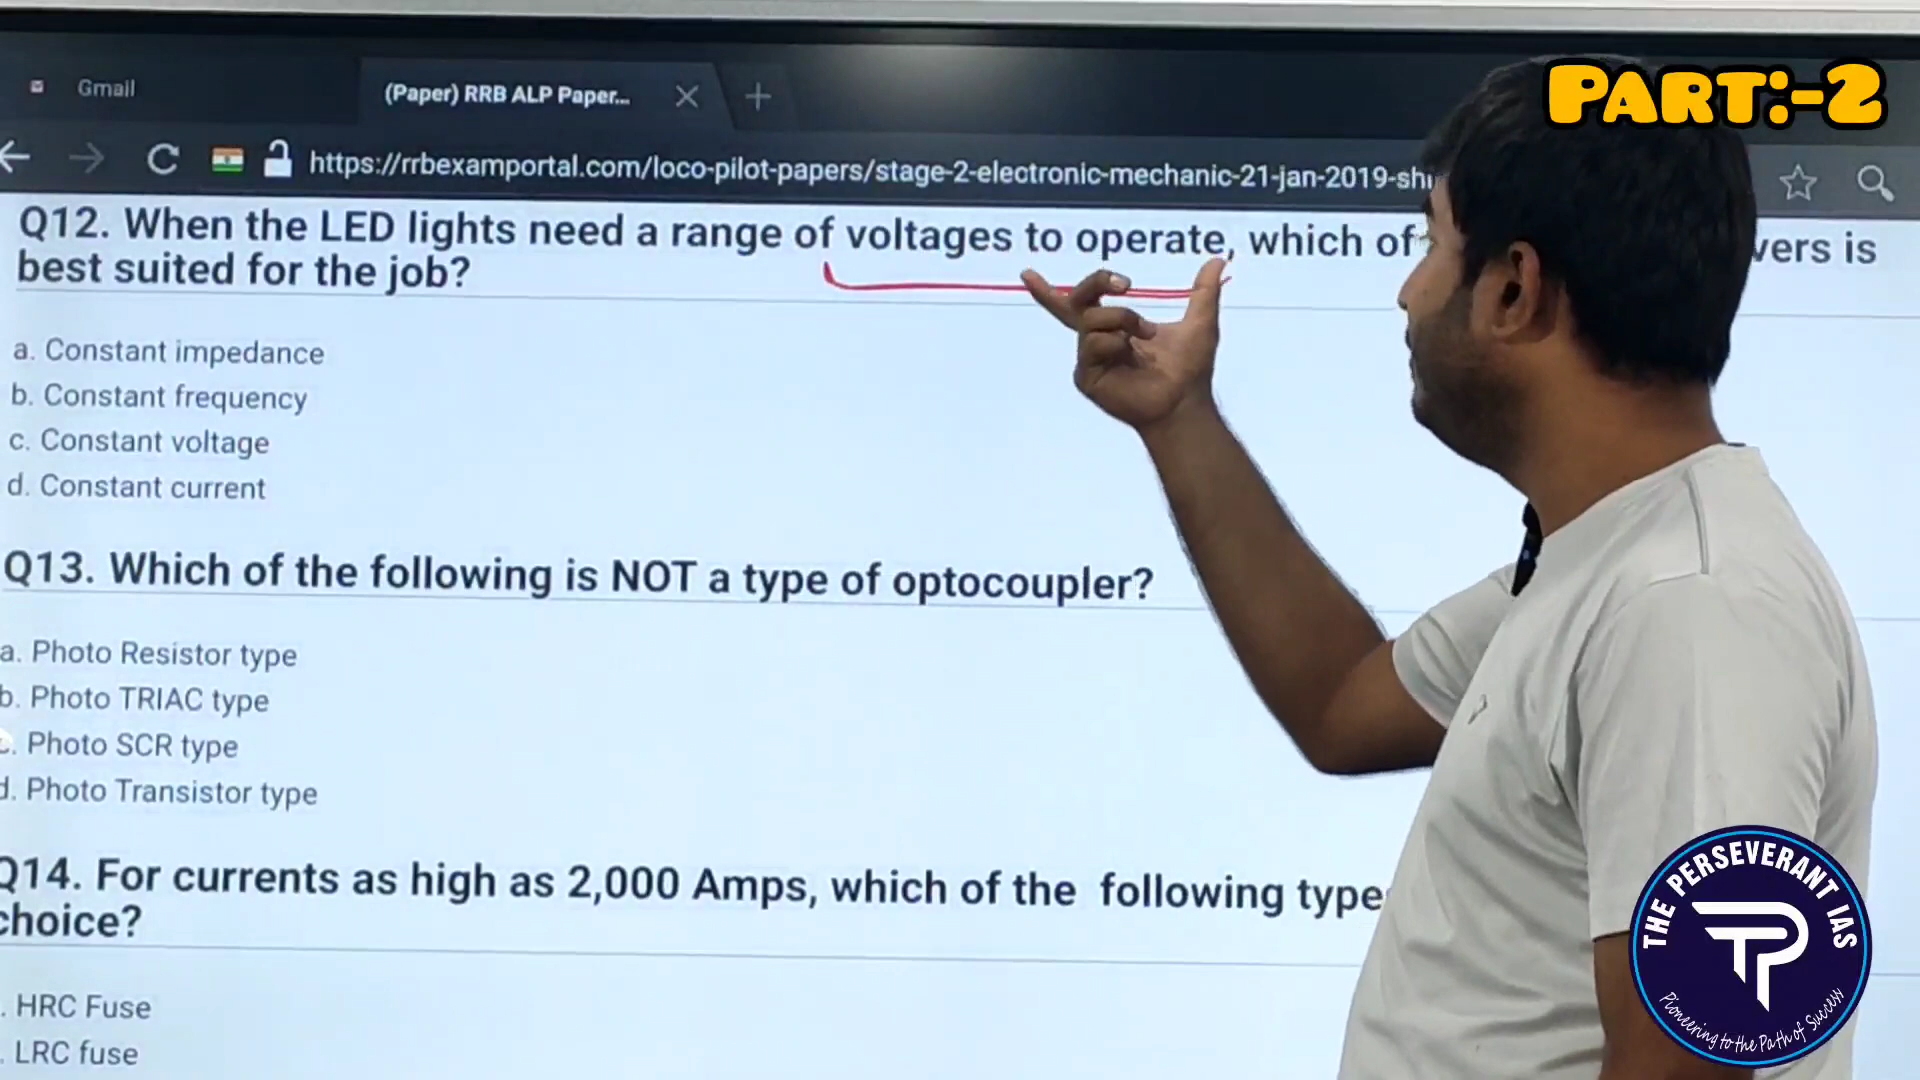 PART:-2
Gmail
(Paper) RRB ALP Paper...
https://rrbexamportal.com/loco-pilot-papers/stage-2-electronic-mechanic-21-jan-2019-shi
Q12. When the LED lights need a range of voltages to operate, which of vers is
best suited for the job?
a. Constant impedance
b. Constant frequency
c. Constant voltage
d. Constant current
Q13. Which of the following is NOT a type of optocoupler?
a. Photo Resistor type
b. Photo TRIAC type
c. Photo SCR type
d. Photo Transistor type
Q14. For currents as high as 2,000 Amps, which of the following type
choice?
. HRC Fuse
. LRC fuse
THE PERSEVERANT IAS
TP
Pioneering to the Path of Success